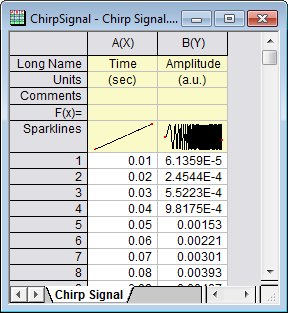 ChirpSignal - Chirp Signal....
A(X) B(Y)
Long Name Time Amplitude
Units (sec) (a.u.)
Comments
F(x)=
Sparklines
1 0.01 6.1359E-5
2 0.02 2.4544E-4
3 0.03 5.5223E-4
4 0.04 9.8175E-4
5 0.05 0.00153
6 0.06 0.00221
7 0.07 0.00301
8 0.08 0.00393
Chirp Signal